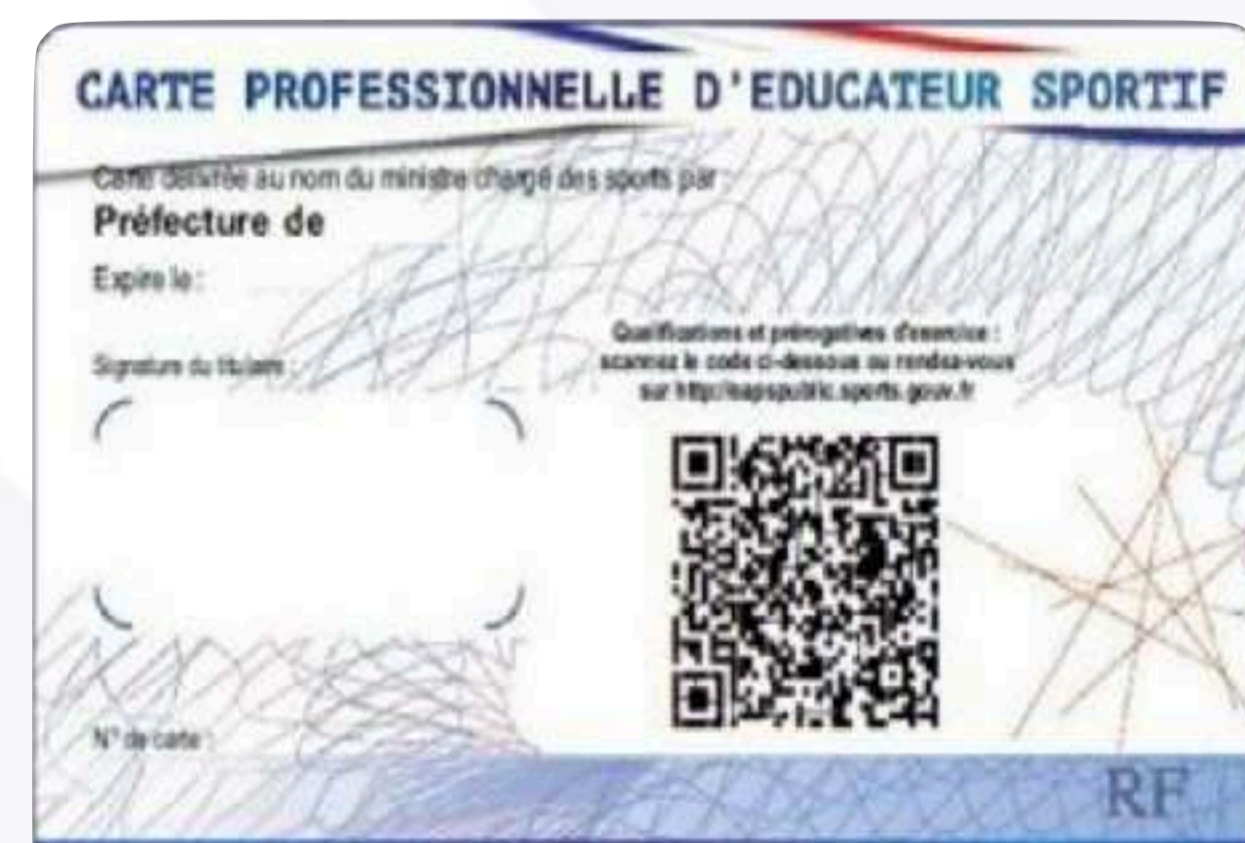 CARTE PROFESSIONNELLE D'EDUCATEUR SPORTIF
Carte délivrée au nom du ministre chargé des sports par :
Préfecture de
Expire le :
Qualifications et prérogatives d'exercice :
scannez le code ci-dessous ou rendez-vous
sur http://eapspublic.sports.gouv.fr
Signature du titulaire :
N° de carte :
RF